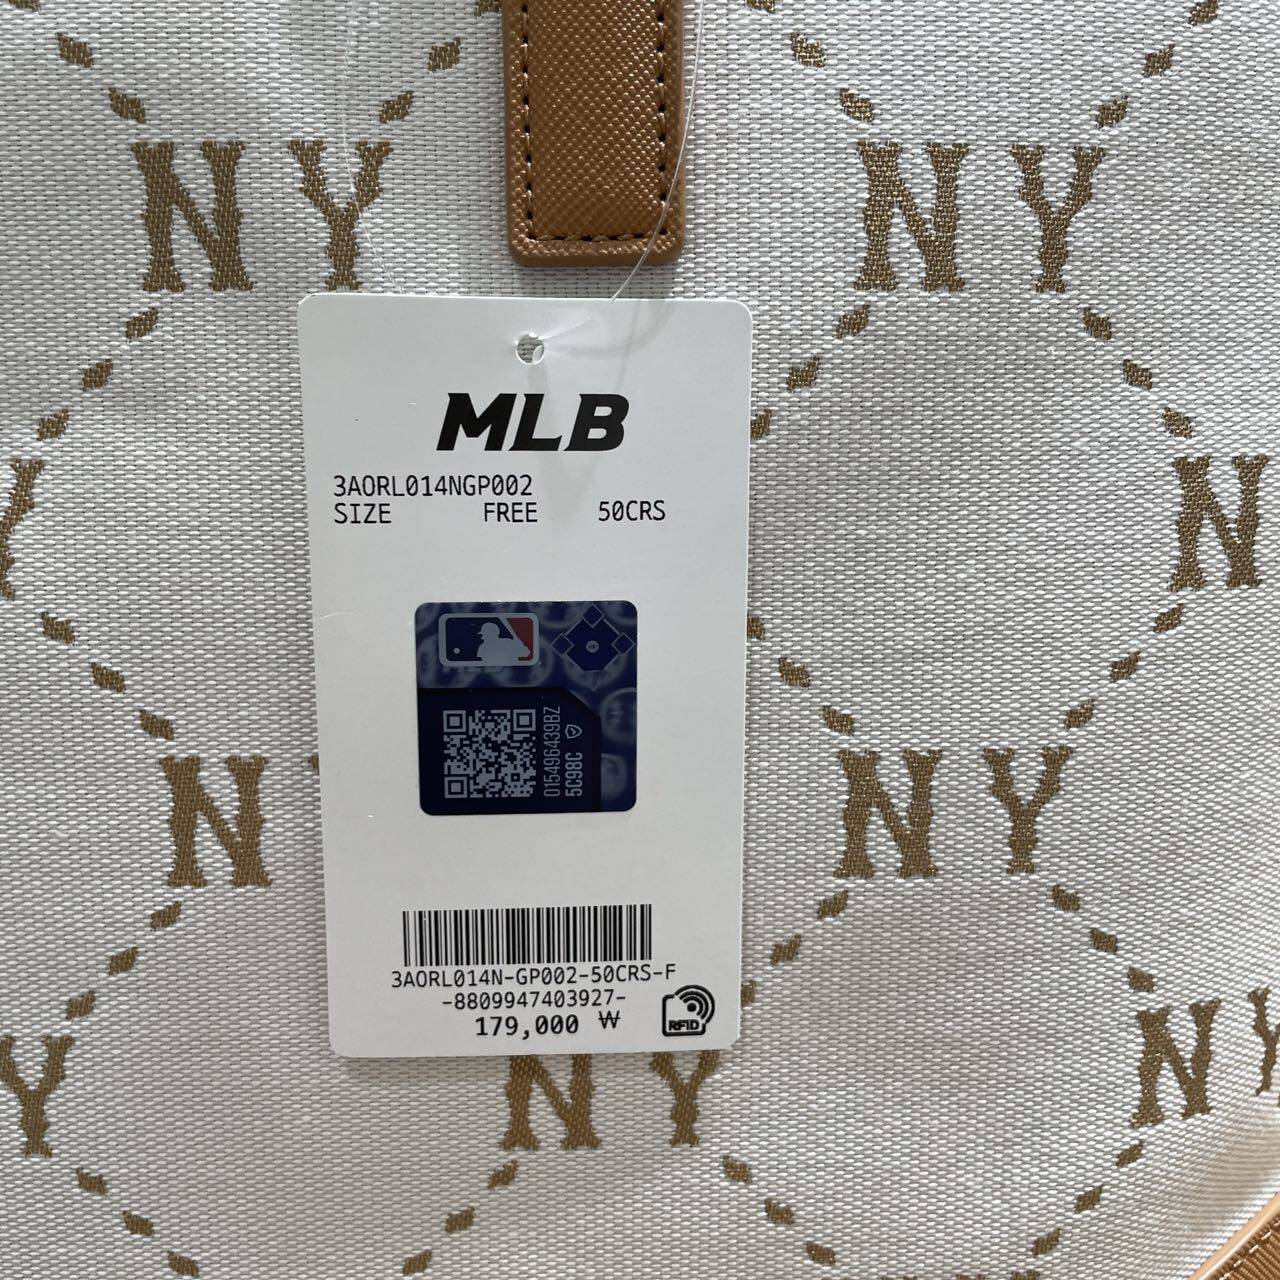 NY
NY
MLB
3AORL014NGP002
SIZE FREE 50CRS
N
015496439BZ
5C98C
N
NY
3AORL014N-GP002-50CRS-F
-8809947403927-
179,000 ₩
RFID
NY
NY
Y